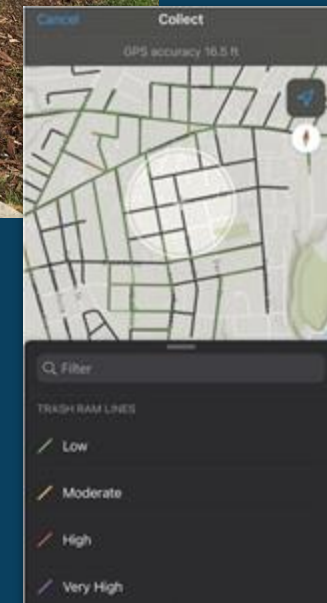 Cancel
Collect
GPS accuracy 16.5 ft
Filter
TRASH RAM LINES
Low
Moderate
High
Very High